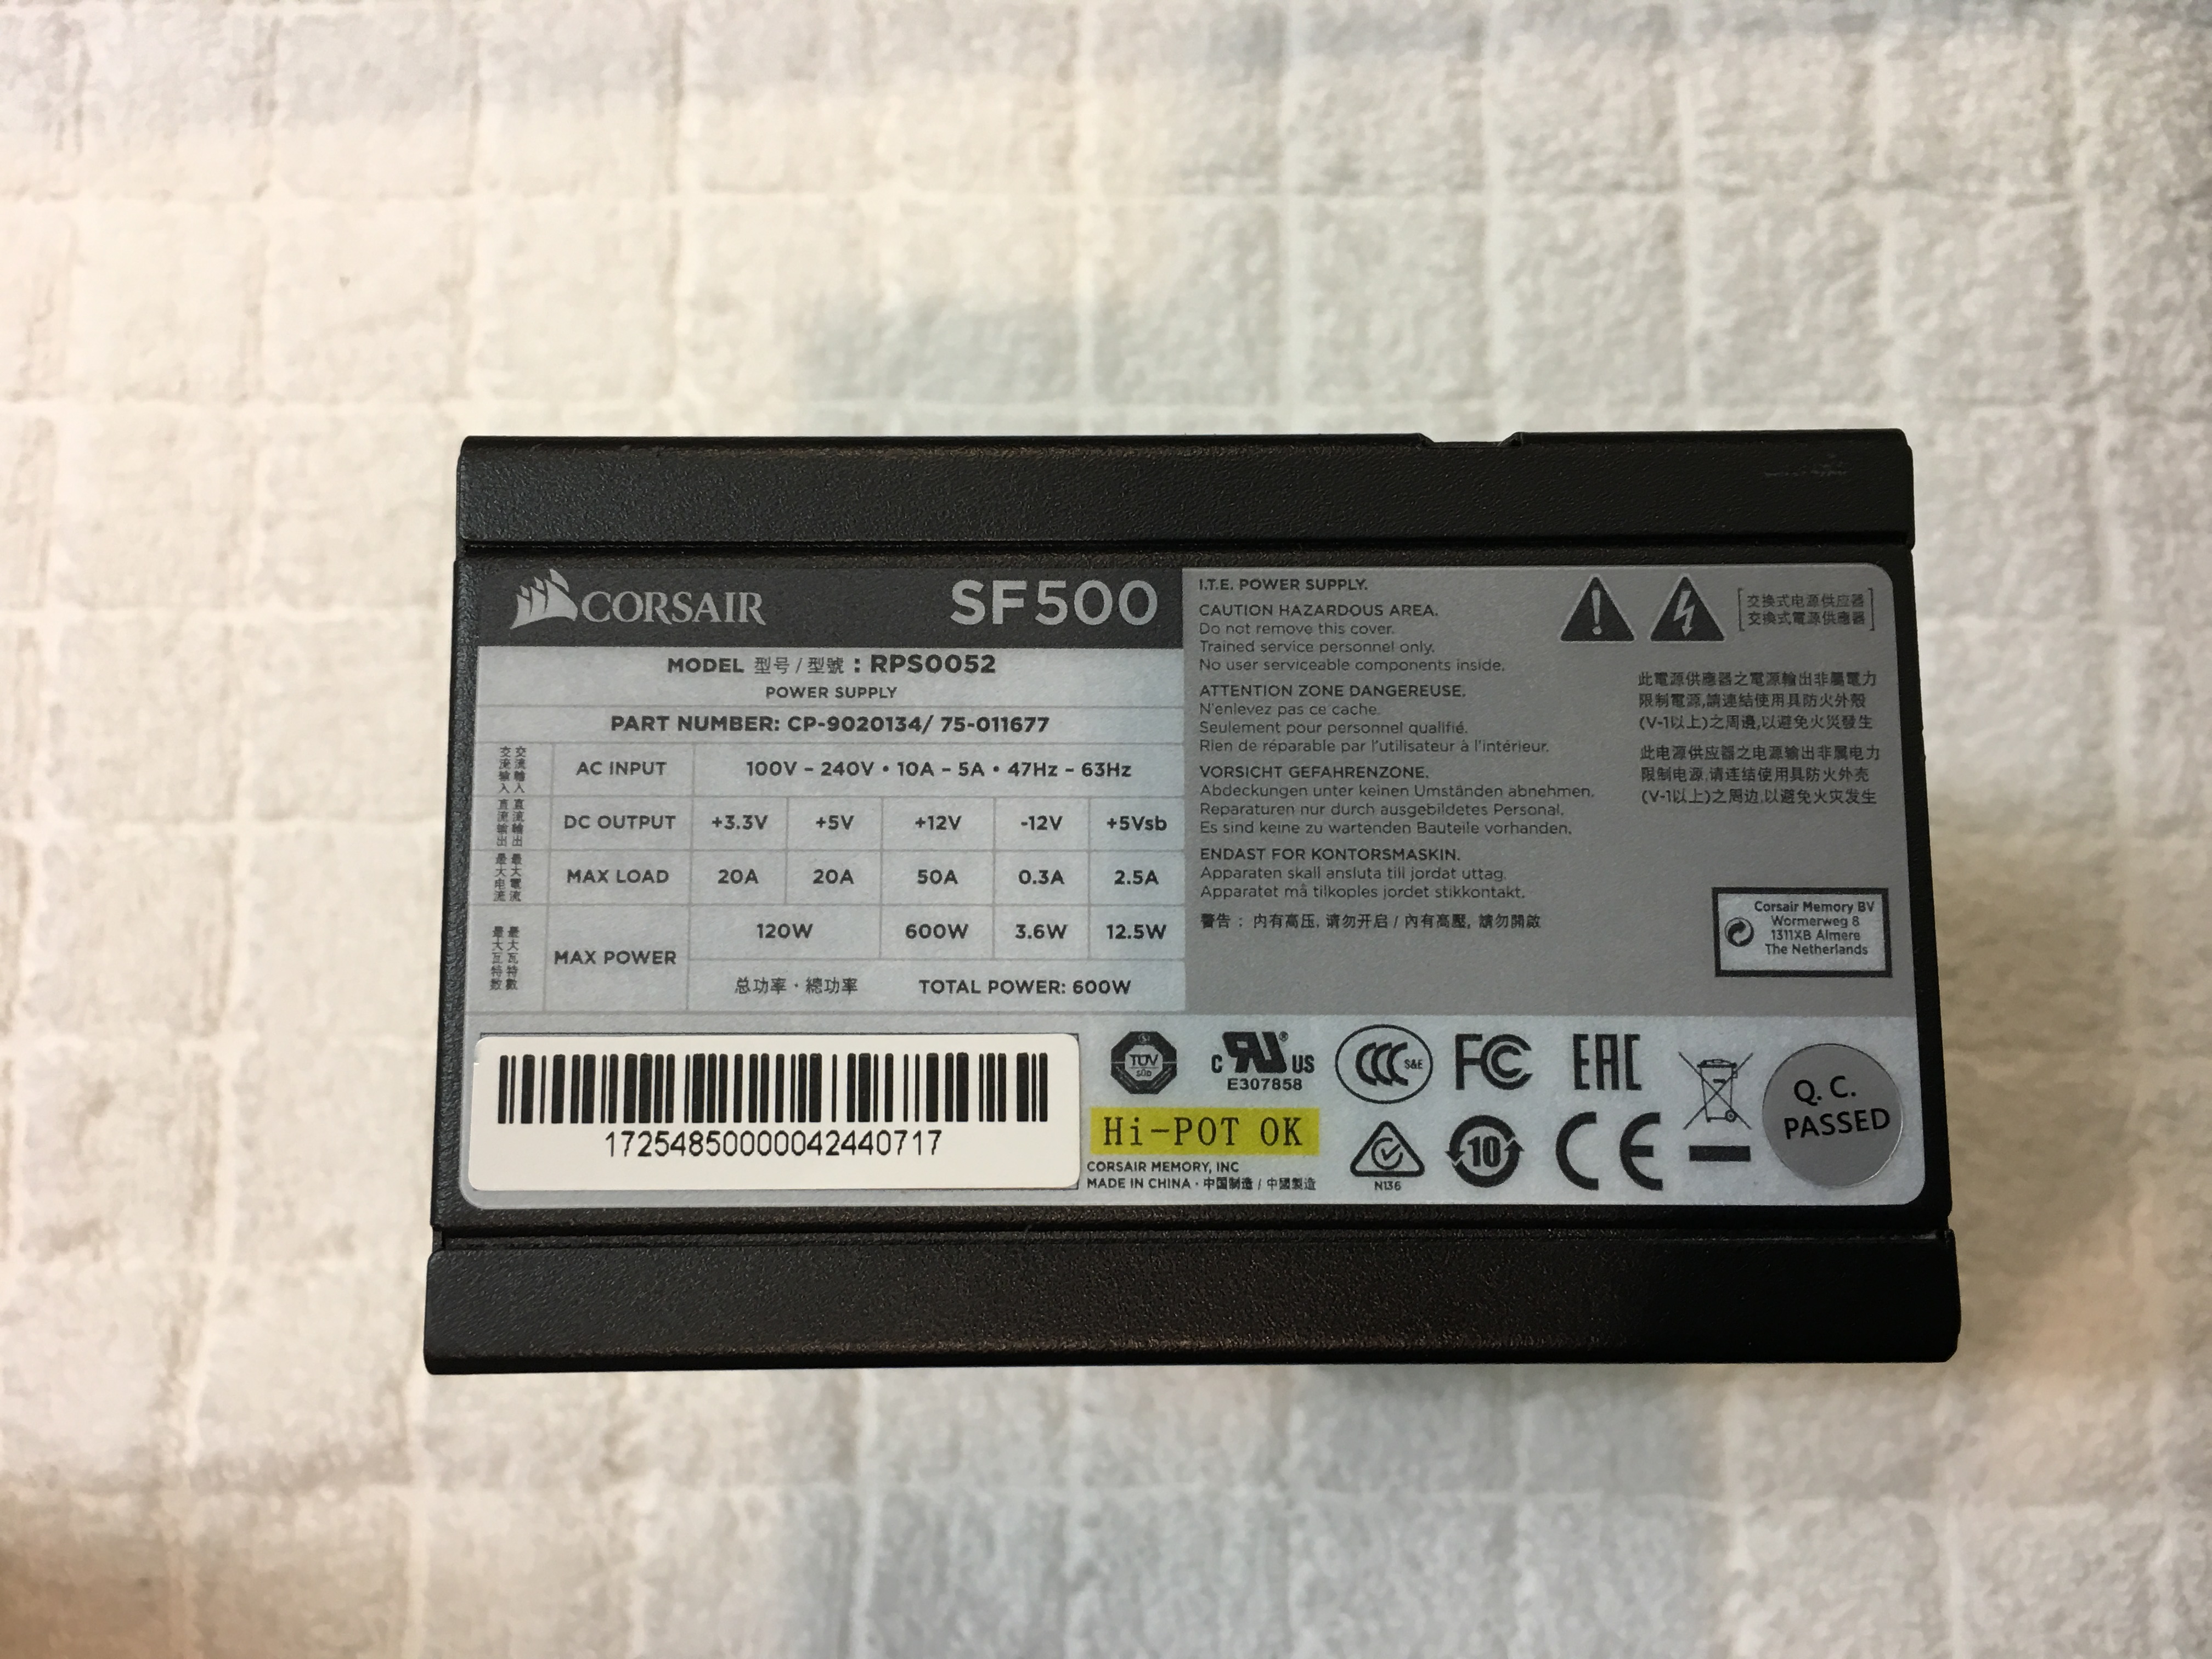 CORSAIR
SF500
MODEL 型号 / 型號 : RPS0052
POWER SUPPLY
PART NUMBER: CP-9020134/ 75-011677
交流输入 交流輸入 AC INPUT 100V – 240V • 10A – 5A • 47Hz – 63Hz
直流输出 直流輸出 DC OUTPUT +3.3V +5V +12V -12V +5Vsb
最大电流 最大電流 MAX LOAD 20A 20A 50A 0.3A 2.5A
最大瓦特数 最大瓦特數 MAX POWER 120W 600W 3.6W 12.5W
总功率 · 總功率 TOTAL POWER: 600W
I.T.E. POWER SUPPLY.
CAUTION HAZARDOUS AREA.
Do not remove this cover.
Trained service personnel only.
No user serviceable components inside.
ATTENTION ZONE DANGEREUSE.
N'enlevez pas ce cache.
Seulement pour personnel qualifié.
Rien de réparable par l'utilisateur à l'intérieur.
VORSICHT GEFAHRENZONE.
Abdeckungen unter keinen Umständen abnehmen.
Reparaturen nur durch ausgebildetes Personal.
Es sind keine zu wartenden Bauteile vorhanden.
ENDAST FOR KONTORSMASKIN.
Apparaten skall ansluta till jordat uttag.
Apparatet må tilkoples jordet stikkontakt.
警告 : 内有高压, 请勿开启 / 內有高壓, 請勿開啟
交换式电源供应器
交換式電源供應器
此電源供應器之電源輸出非屬電力
限制電源,請連結使用具防火外殼
(V-1以上)之周邊,以避免火災發生
此电源供应器之电源输出非属电力
限制电源,请连结使用具防火外壳
(V-1以上)之周边,以避免火灾发生
Corsair Memory BV
Wormerweg 8
1311XB Almere
The Netherlands
17254850000042440717
TÜV
SÜD
c RU US
E307858
CCC S&E
FC
EAC
Hi-POT OK
CORSAIR MEMORY, INC
MADE IN CHINA · 中国制造 / 中國製造
N136
10
CE
Q.C.
PASSED